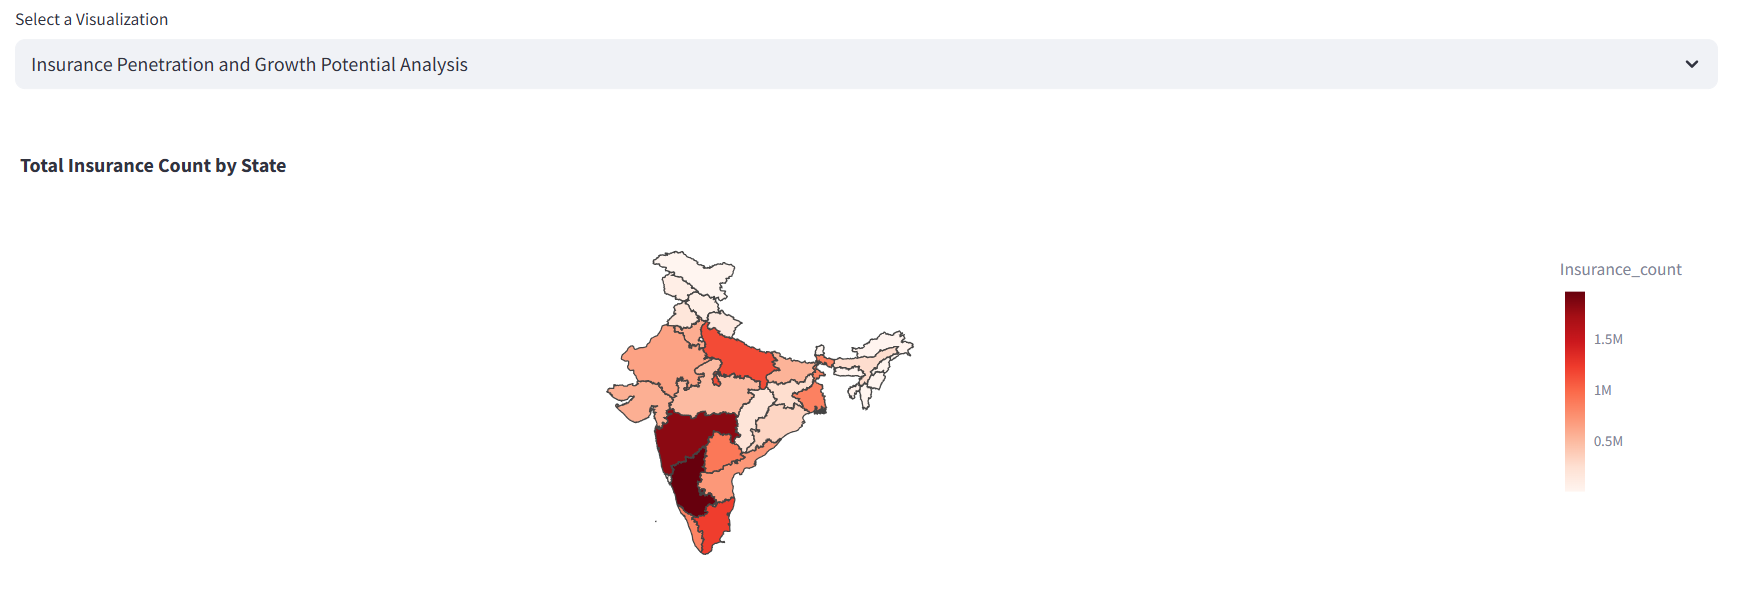 Select a Visualization
Insurance Penetration and Growth Potential Analysis
Total Insurance Count by State
Insurance_count
1.5M
1M
0.5M